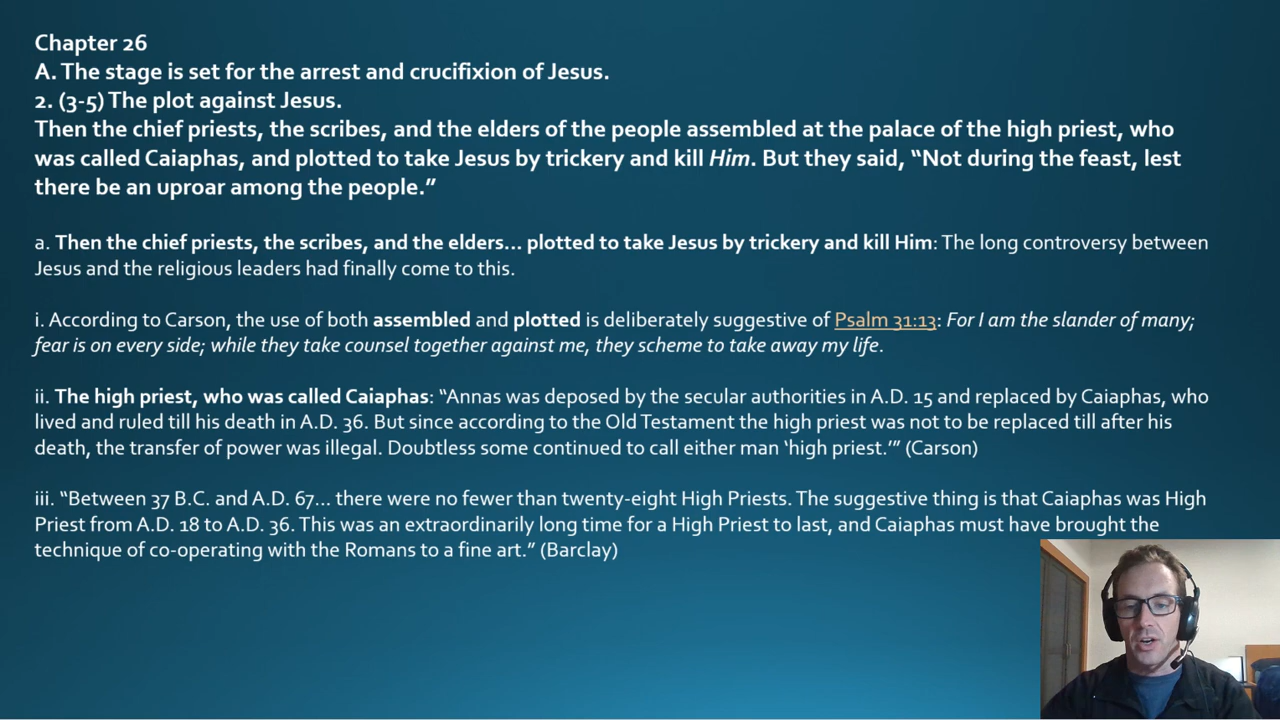 Chapter 26
A. The stage is set for the arrest and crucifixion of Jesus.
2. (3-5) The plot against Jesus.
Then the chief priests, the scribes, and the elders of the people assembled at the palace of the high priest, who
was called Caiaphas, and plotted to take Jesus by trickery and kill Him. But they said, “Not during the feast, lest
there be an uproar among the people.”
a. Then the chief priests, the scribes, and the elders… plotted to take Jesus by trickery and kill Him: The long controversy between
Jesus and the religious leaders had finally come to this.
i. According to Carson, the use of both assembled and plotted is deliberately suggestive of Psalm 31:13: For I am the slander of many;
fear is on every side; while they take counsel together against me, they scheme to take away my life.
ii. The high priest, who was called Caiaphas: “Annas was deposed by the secular authorities in A.D. 15 and replaced by Caiaphas, who
lived and ruled till his death in A.D. 36. But since according to the Old Testament the high priest was not to be replaced till after his
death, the transfer of power was illegal. Doubtless some continued to call either man ‘high priest.’” (Carson)
iii. “Between 37 B.C. and A.D. 67… there were no fewer than twenty-eight High Priests. The suggestive thing is that Caiaphas was High
Priest from A.D. 18 to A.D. 36. This was an extraordinarily long time for a High Priest to last, and Caiaphas must have brought the
technique of co-operating with the Romans to a fine art.” (Barclay)